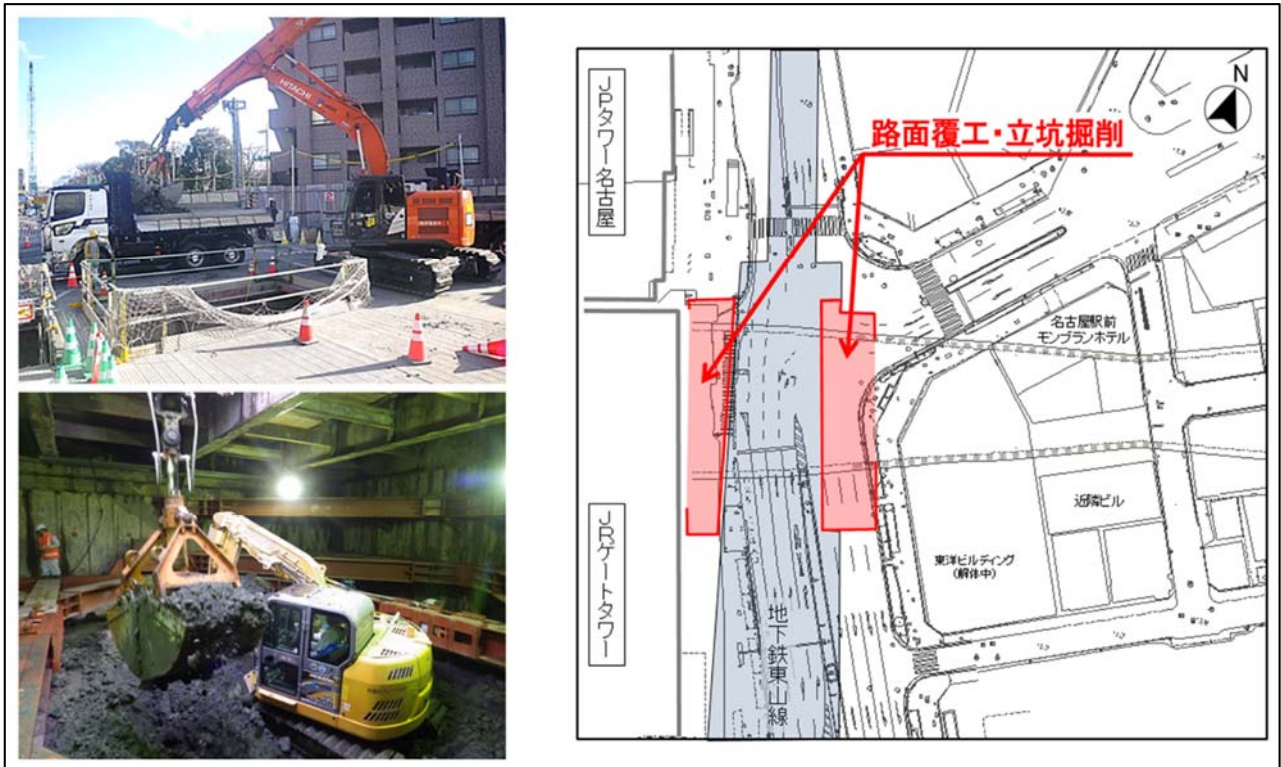 HITACHI
JPタワー名古屋
路面覆工・立坑掘削
N
名古屋駅前
モンブランホテル
近隣ビル
東洋ビルディング
(解体中)
JRゲートタワー
地下鉄東山線